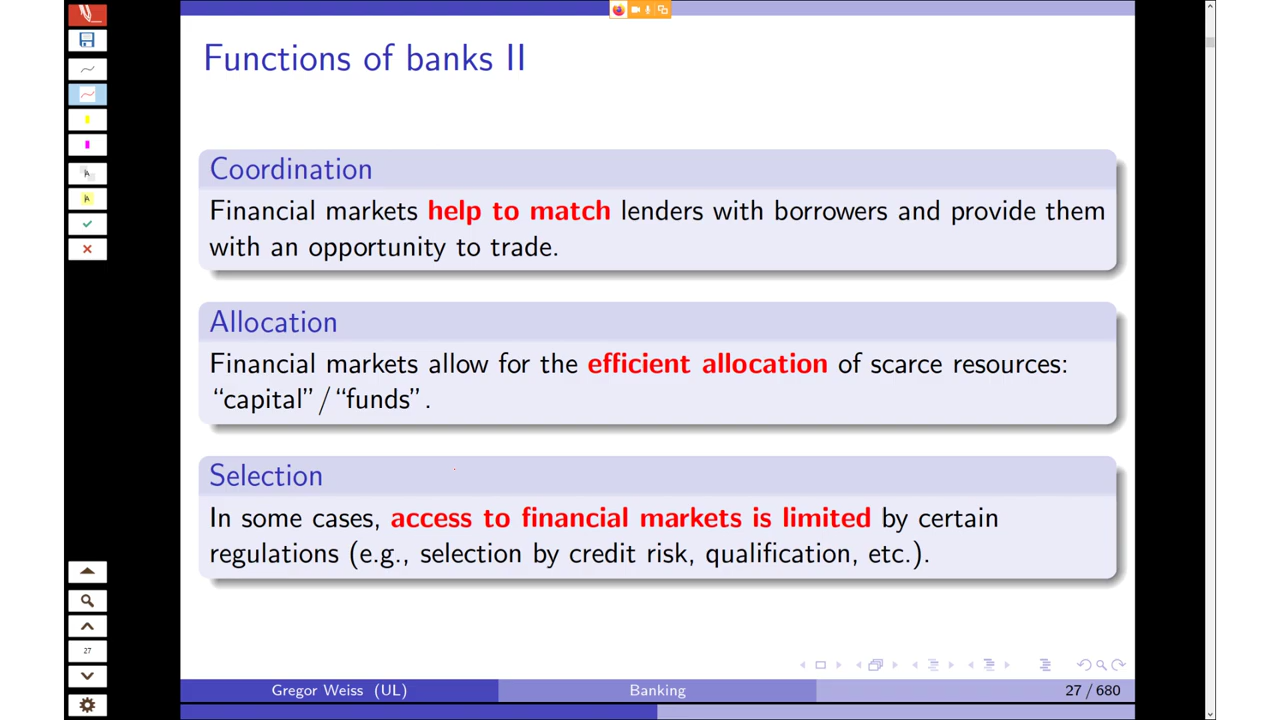 Functions of banks II
Coordination
Financial markets help to match lenders with borrowers and provide them
with an opportunity to trade.
Allocation
Financial markets allow for the efficient allocation of scarce resources:
“capital”/“funds”.
Selection
In some cases, access to financial markets is limited by certain
regulations (e.g., selection by credit risk, qualification, etc.).
27
Gregor Weiss (UL) Banking 27 / 680